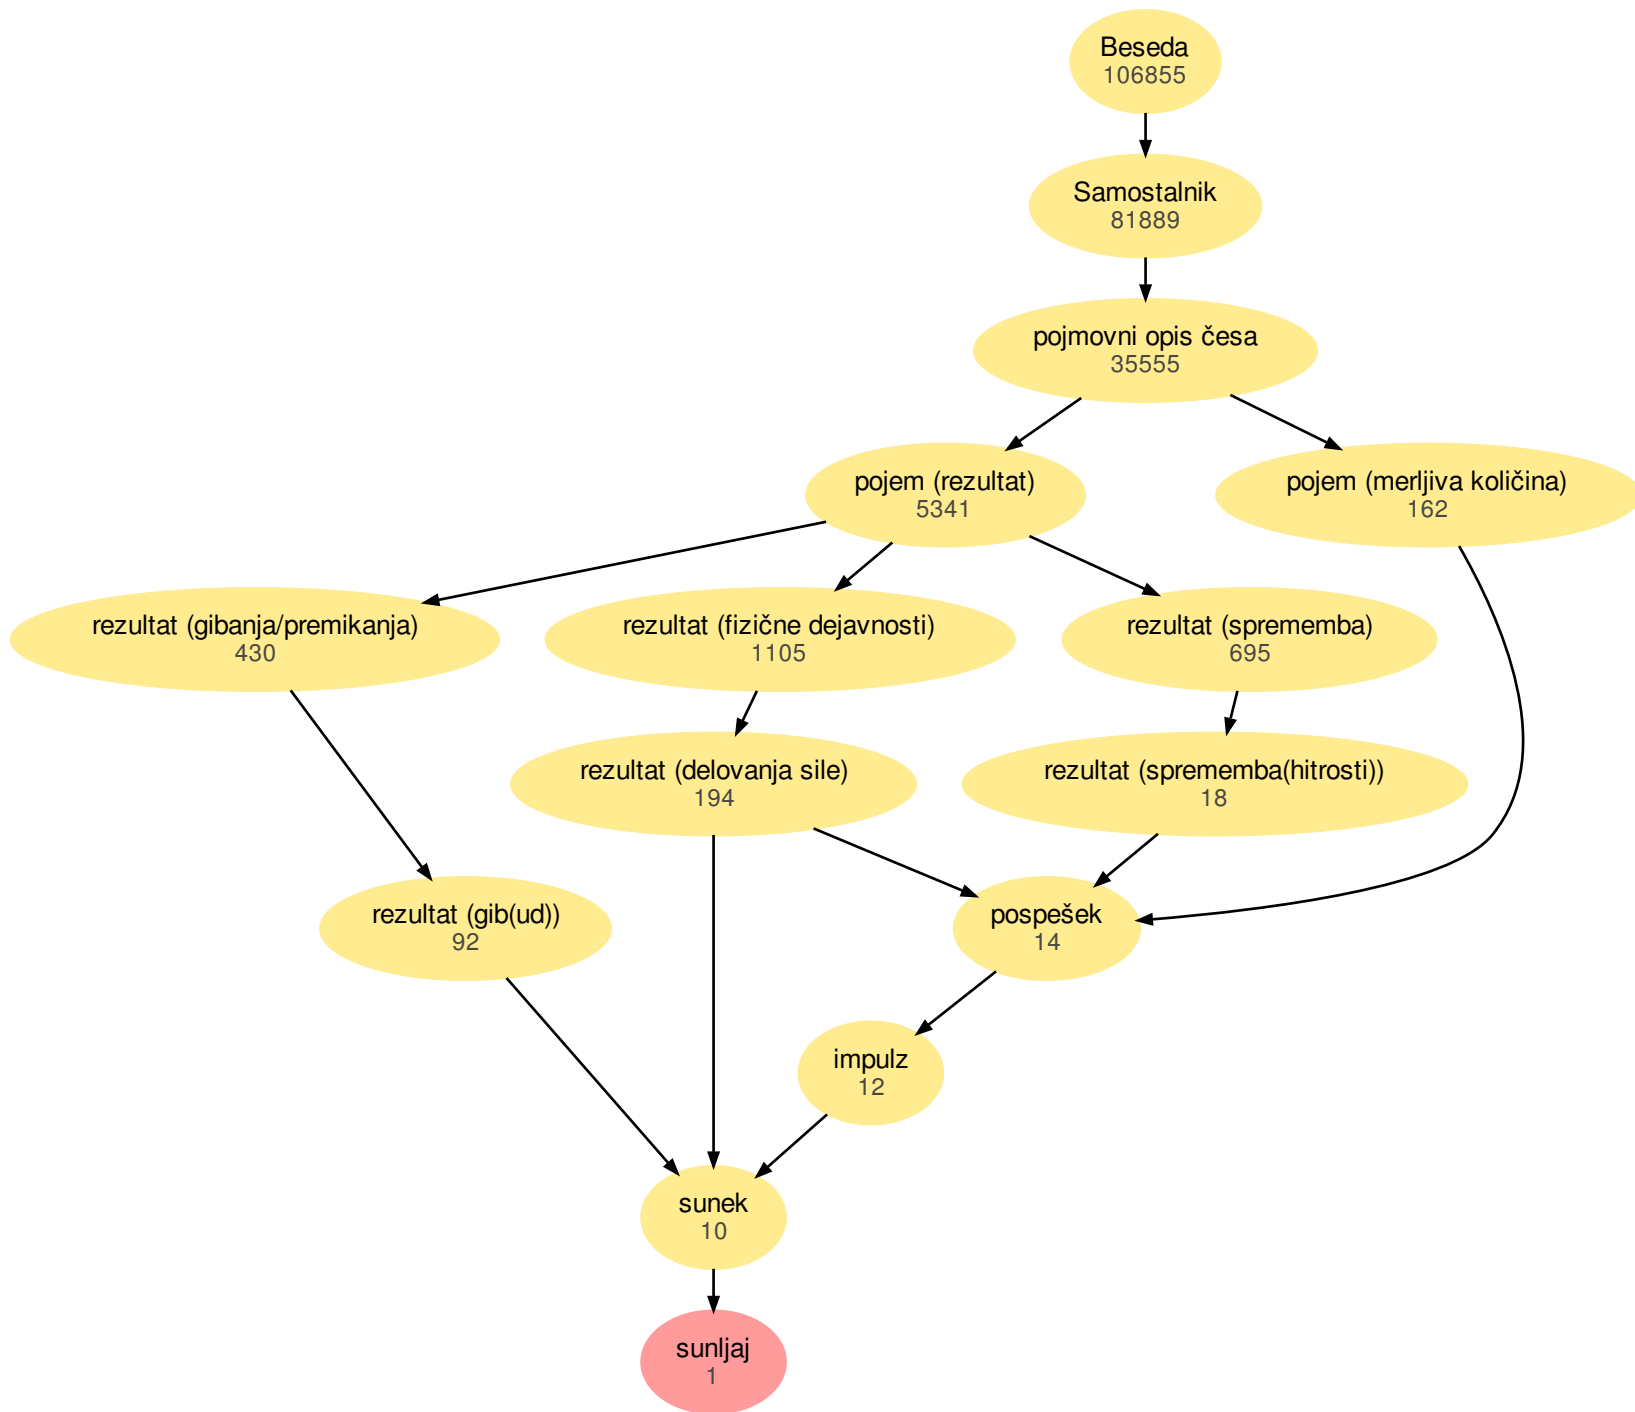 Beseda
106855
Samostalnik
81889
pojmovni opis česa
35555
pojem (rezultat)
5341
pojem (merljiva količina)
162
rezultat (gibanja/premikanja)
430
rezultat (fizične dejavnosti)
1105
rezultat (sprememba)
695
rezultat (delovanja sile)
194
rezultat (sprememba(hitrosti))
18
rezultat (gib(ud))
92
pospešek
14
impulz
12
sunek
10
sunljaj
1